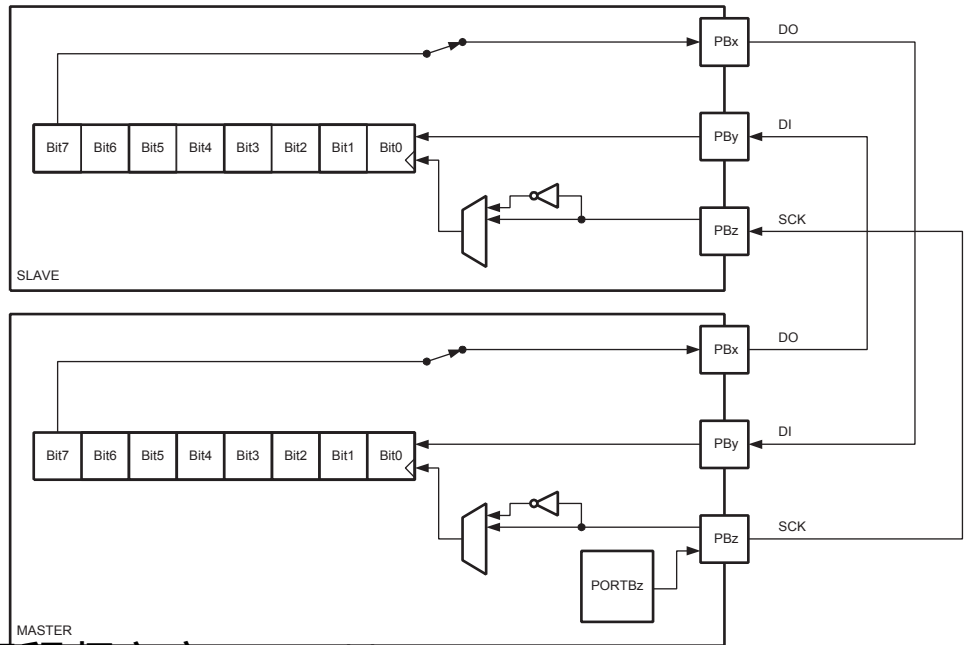 PBx DO
Bit7 Bit6 Bit5 Bit4 Bit3 Bit2 Bit1 Bit0
PBy DI
PBz SCK
SLAVE
PBx DO
Bit7 Bit6 Bit5 Bit4 Bit3 Bit2 Bit1 Bit0
PBy DI
PBz SCK
PORTBz
MASTER